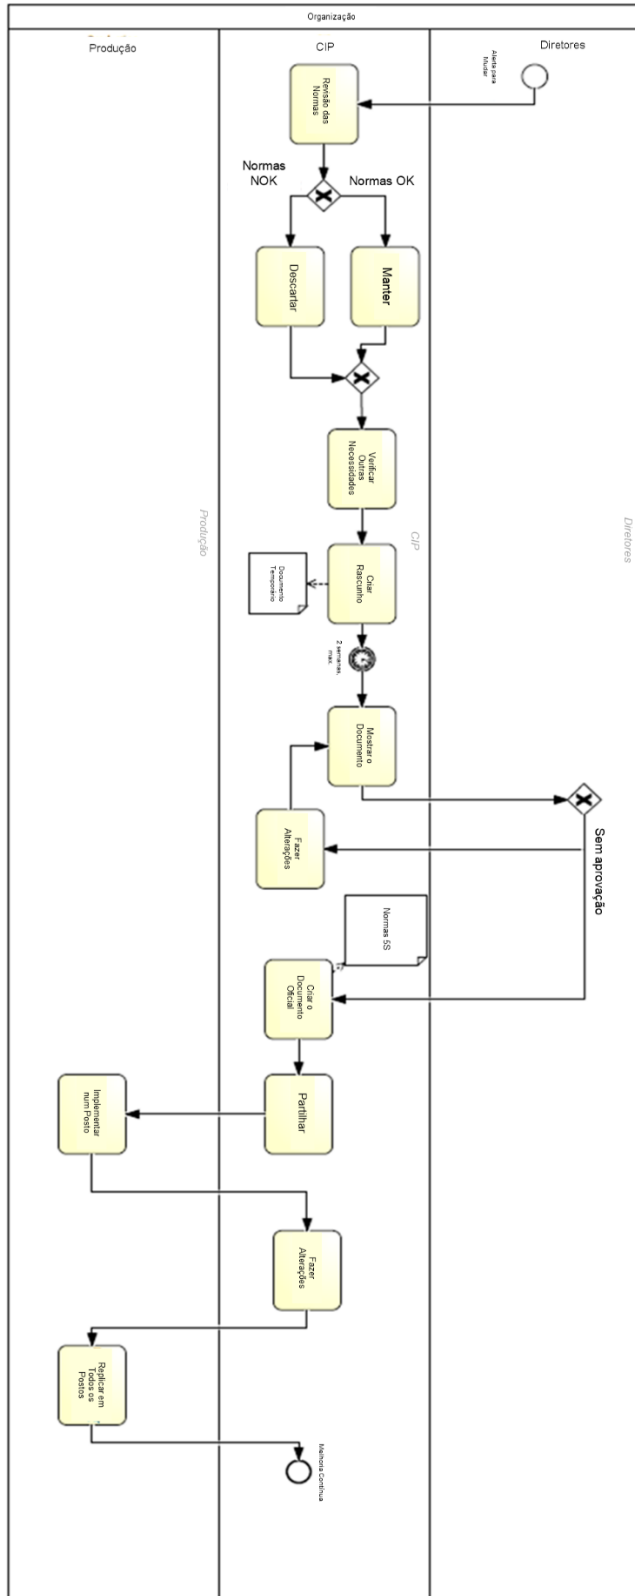 Organização
Produção
CIP
Diretores
Alerta para
Mudar
Revisão das
Normas
Normas
NOK
Normas OK
Descartar
Manter
Verificar
Outras
Necessidades
Produção
CIP
Diretores
Criar
Rascunho
Documento
Temporário
2 semanas,
max.
Mostrar o
Documento
Fazer
Alterações
Sem aprovação
Normas 5S
Criar o
Documento
Oficial
Partilhar
Implementar
num Posto
Fazer
Alterações
Replicar em
Todos os
Postos
Melhoria Contínua